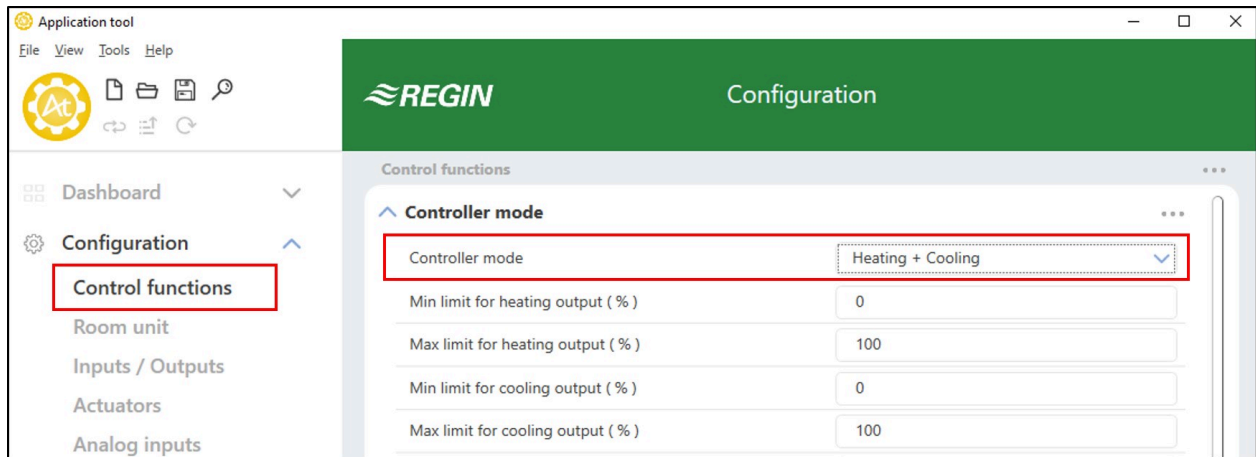 Application tool
File View Tools Help
At
REGIN
Configuration
Dashboard
Configuration
Control functions
Room unit
Inputs / Outputs
Actuators
Analog inputs
Control functions
Controller mode
Controller mode Heating + Cooling
Min limit for heating output ( % ) 0
Max limit for heating output ( % ) 100
Min limit for cooling output ( % ) 0
Max limit for cooling output ( % ) 100